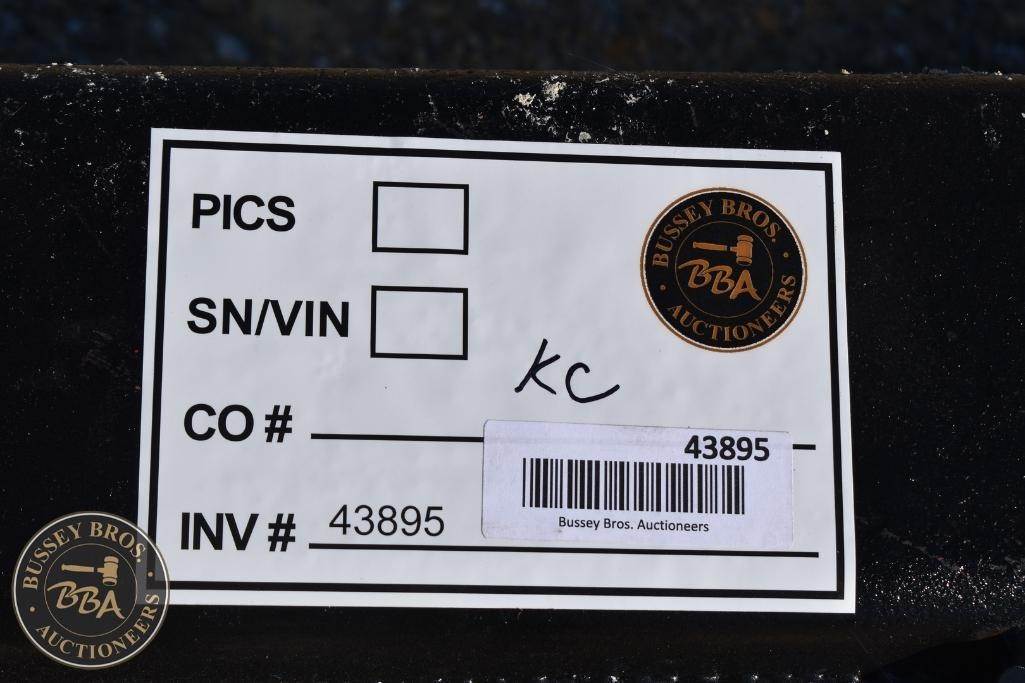 PICS
BUSSEY BROS.
BBA
AUCTIONEERS
SN/VIN
KC
CO #
43895
Bussey Bros. Auctioneers
INV # 43895
BUSSEY BROS.
BBA
AUCTIONEERS